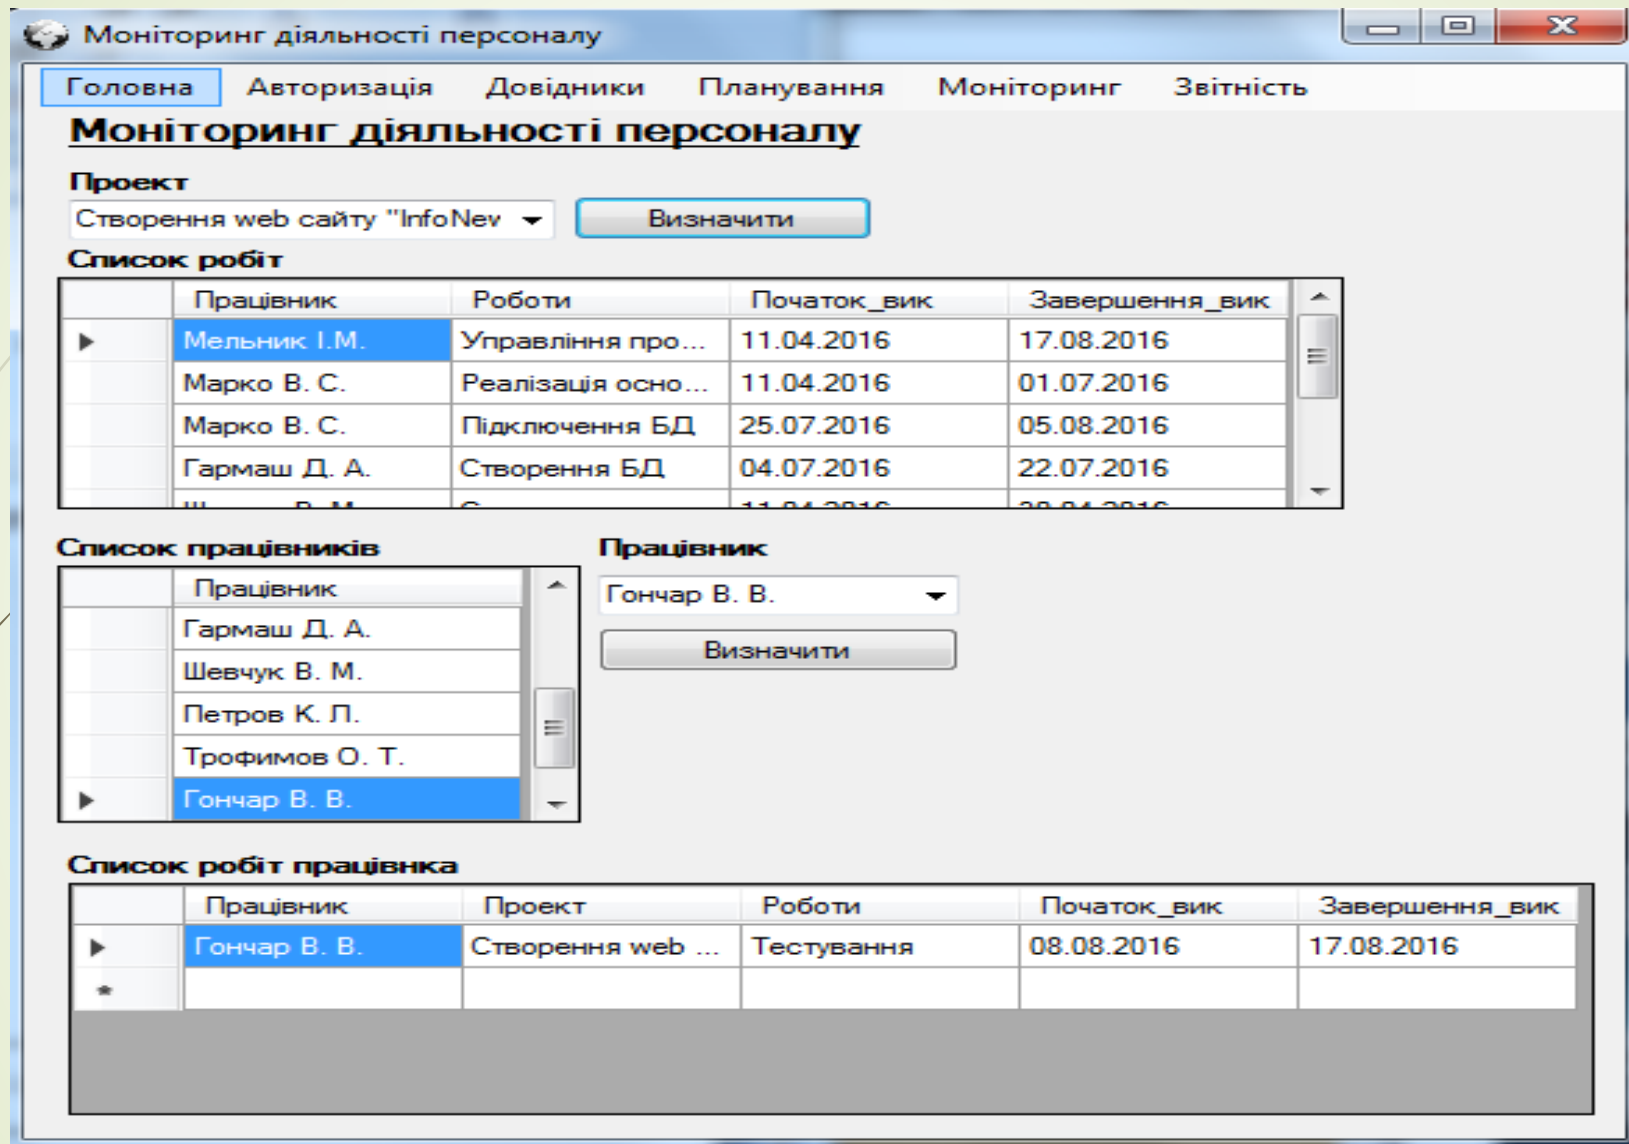 Моніторинг діяльності персоналу
Головна Авторизація Довідники Планування Моніторинг Звітність
Моніторинг діяльності персоналу
Проект
Створення web сайту "InfoNew Визначити
Список робіт
Працівник Роботи Початок_вик Завершення_вик
Мельник І.М. Управління про... 11.04.2016 17.08.2016
Марко В. С. Реалізація осно... 11.04.2016 01.07.2016
Марко В. С. Підключення БД 25.07.2016 05.08.2016
Гармаш Д. А. Створення БД 04.07.2016 22.07.2016
Список працівників Працівник
Працівник
Гончар В. В.
Гармаш Д. А.
Визначити
Шевчук В. М.
Петров К. Л.
Трофимов О. Т.
Гончар В. В.
Список робіт працівнка
Працівник Проект Роботи Початок_вик Завершення_вик
Гончар В. В. Створення web ... Тестування 08.08.2016 17.08.2016